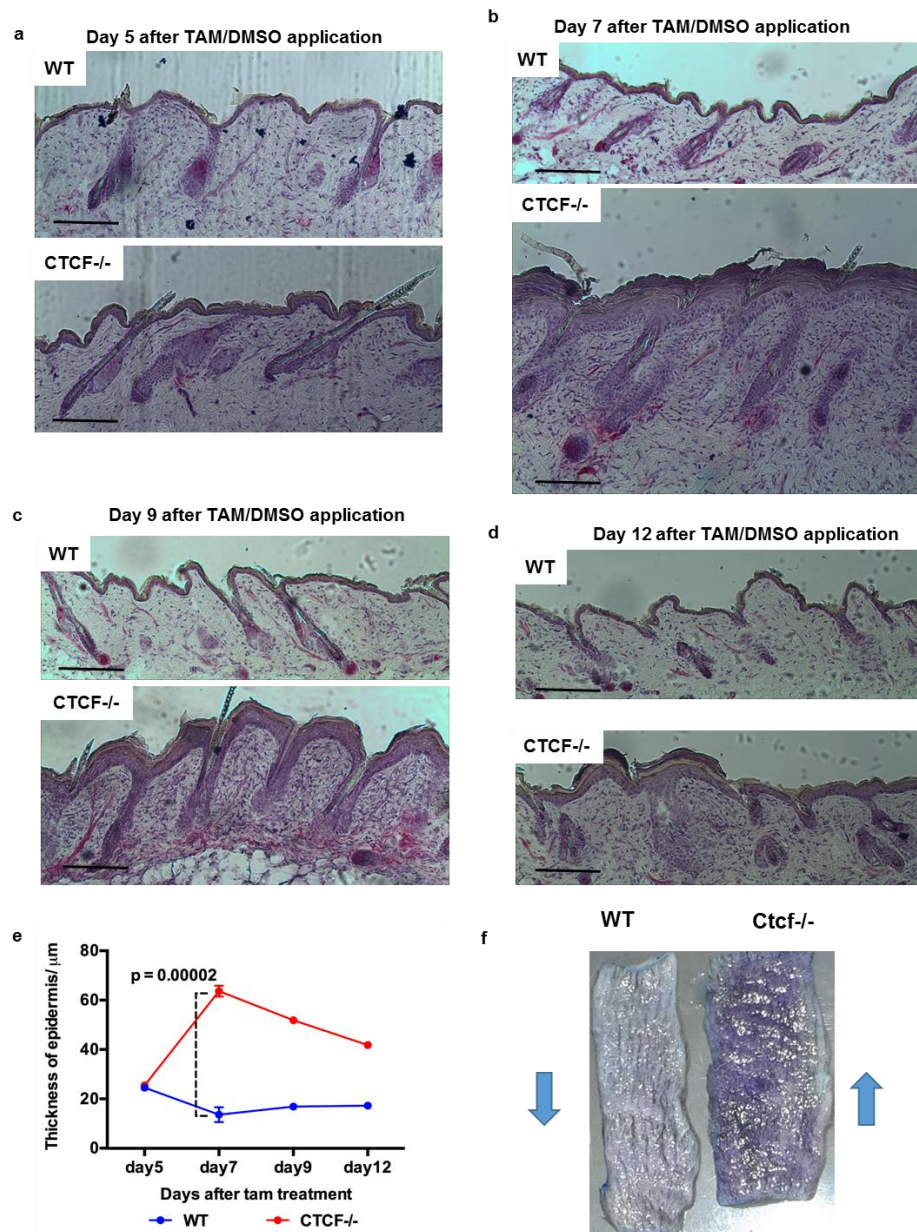 a
Day 5 after TAM/DMSO application
WT
CTCF-/-
b
Day 7 after TAM/DMSO application
WT
CTCF-/-
c
Day 9 after TAM/DMSO application
WT
CTCF-/-
d
Day 12 after TAM/DMSO application
WT
CTCF-/-
e
Thickness of epidermis/ μm
80
60
40
20
0
p = 0.00002
day5 day7 day9 day12
Days after tam treatment
WT CTCF-/-
f
WT Ctcf-/-